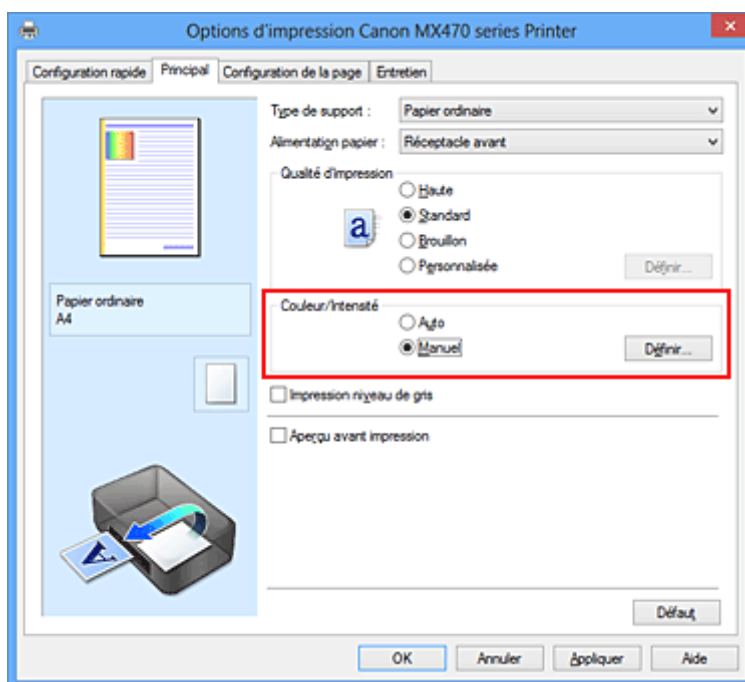 Options d'impression Canon MX470 series Printer
Configuration rapide Principal Configuration de la page Entretien
Type de support : Papier ordinaire
Alimentation papier : Réceptacle avant
Qualité d'impression
Haute
Standard
Brouillon
Personnalisée Définir...
a
Papier ordinaire
A4
Couleur/Intensité
Auto
Manuel Définir...
Impression niveau de gris
Aperçu avant impression
A
Défaut
OK Annuler Appliquer Aide